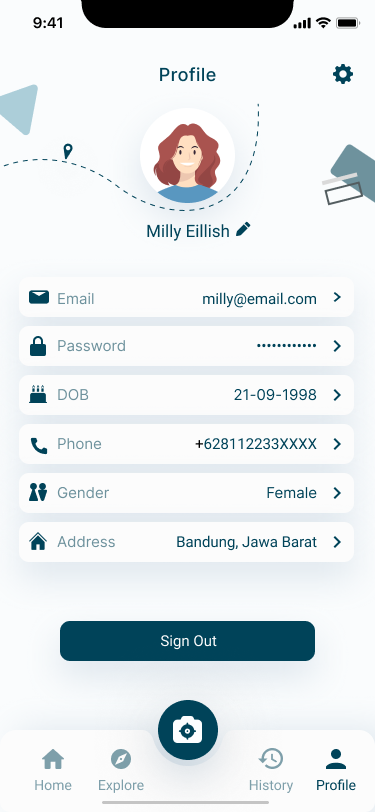 9:41
Profile
Milly Eillish
Email milly@email.com
Password ••••••••••••
DOB 21-09-1998
Phone +628112233XXXX
Gender Female
Address Bandung, Jawa Barat
Sign Out
Home Explore History Profile